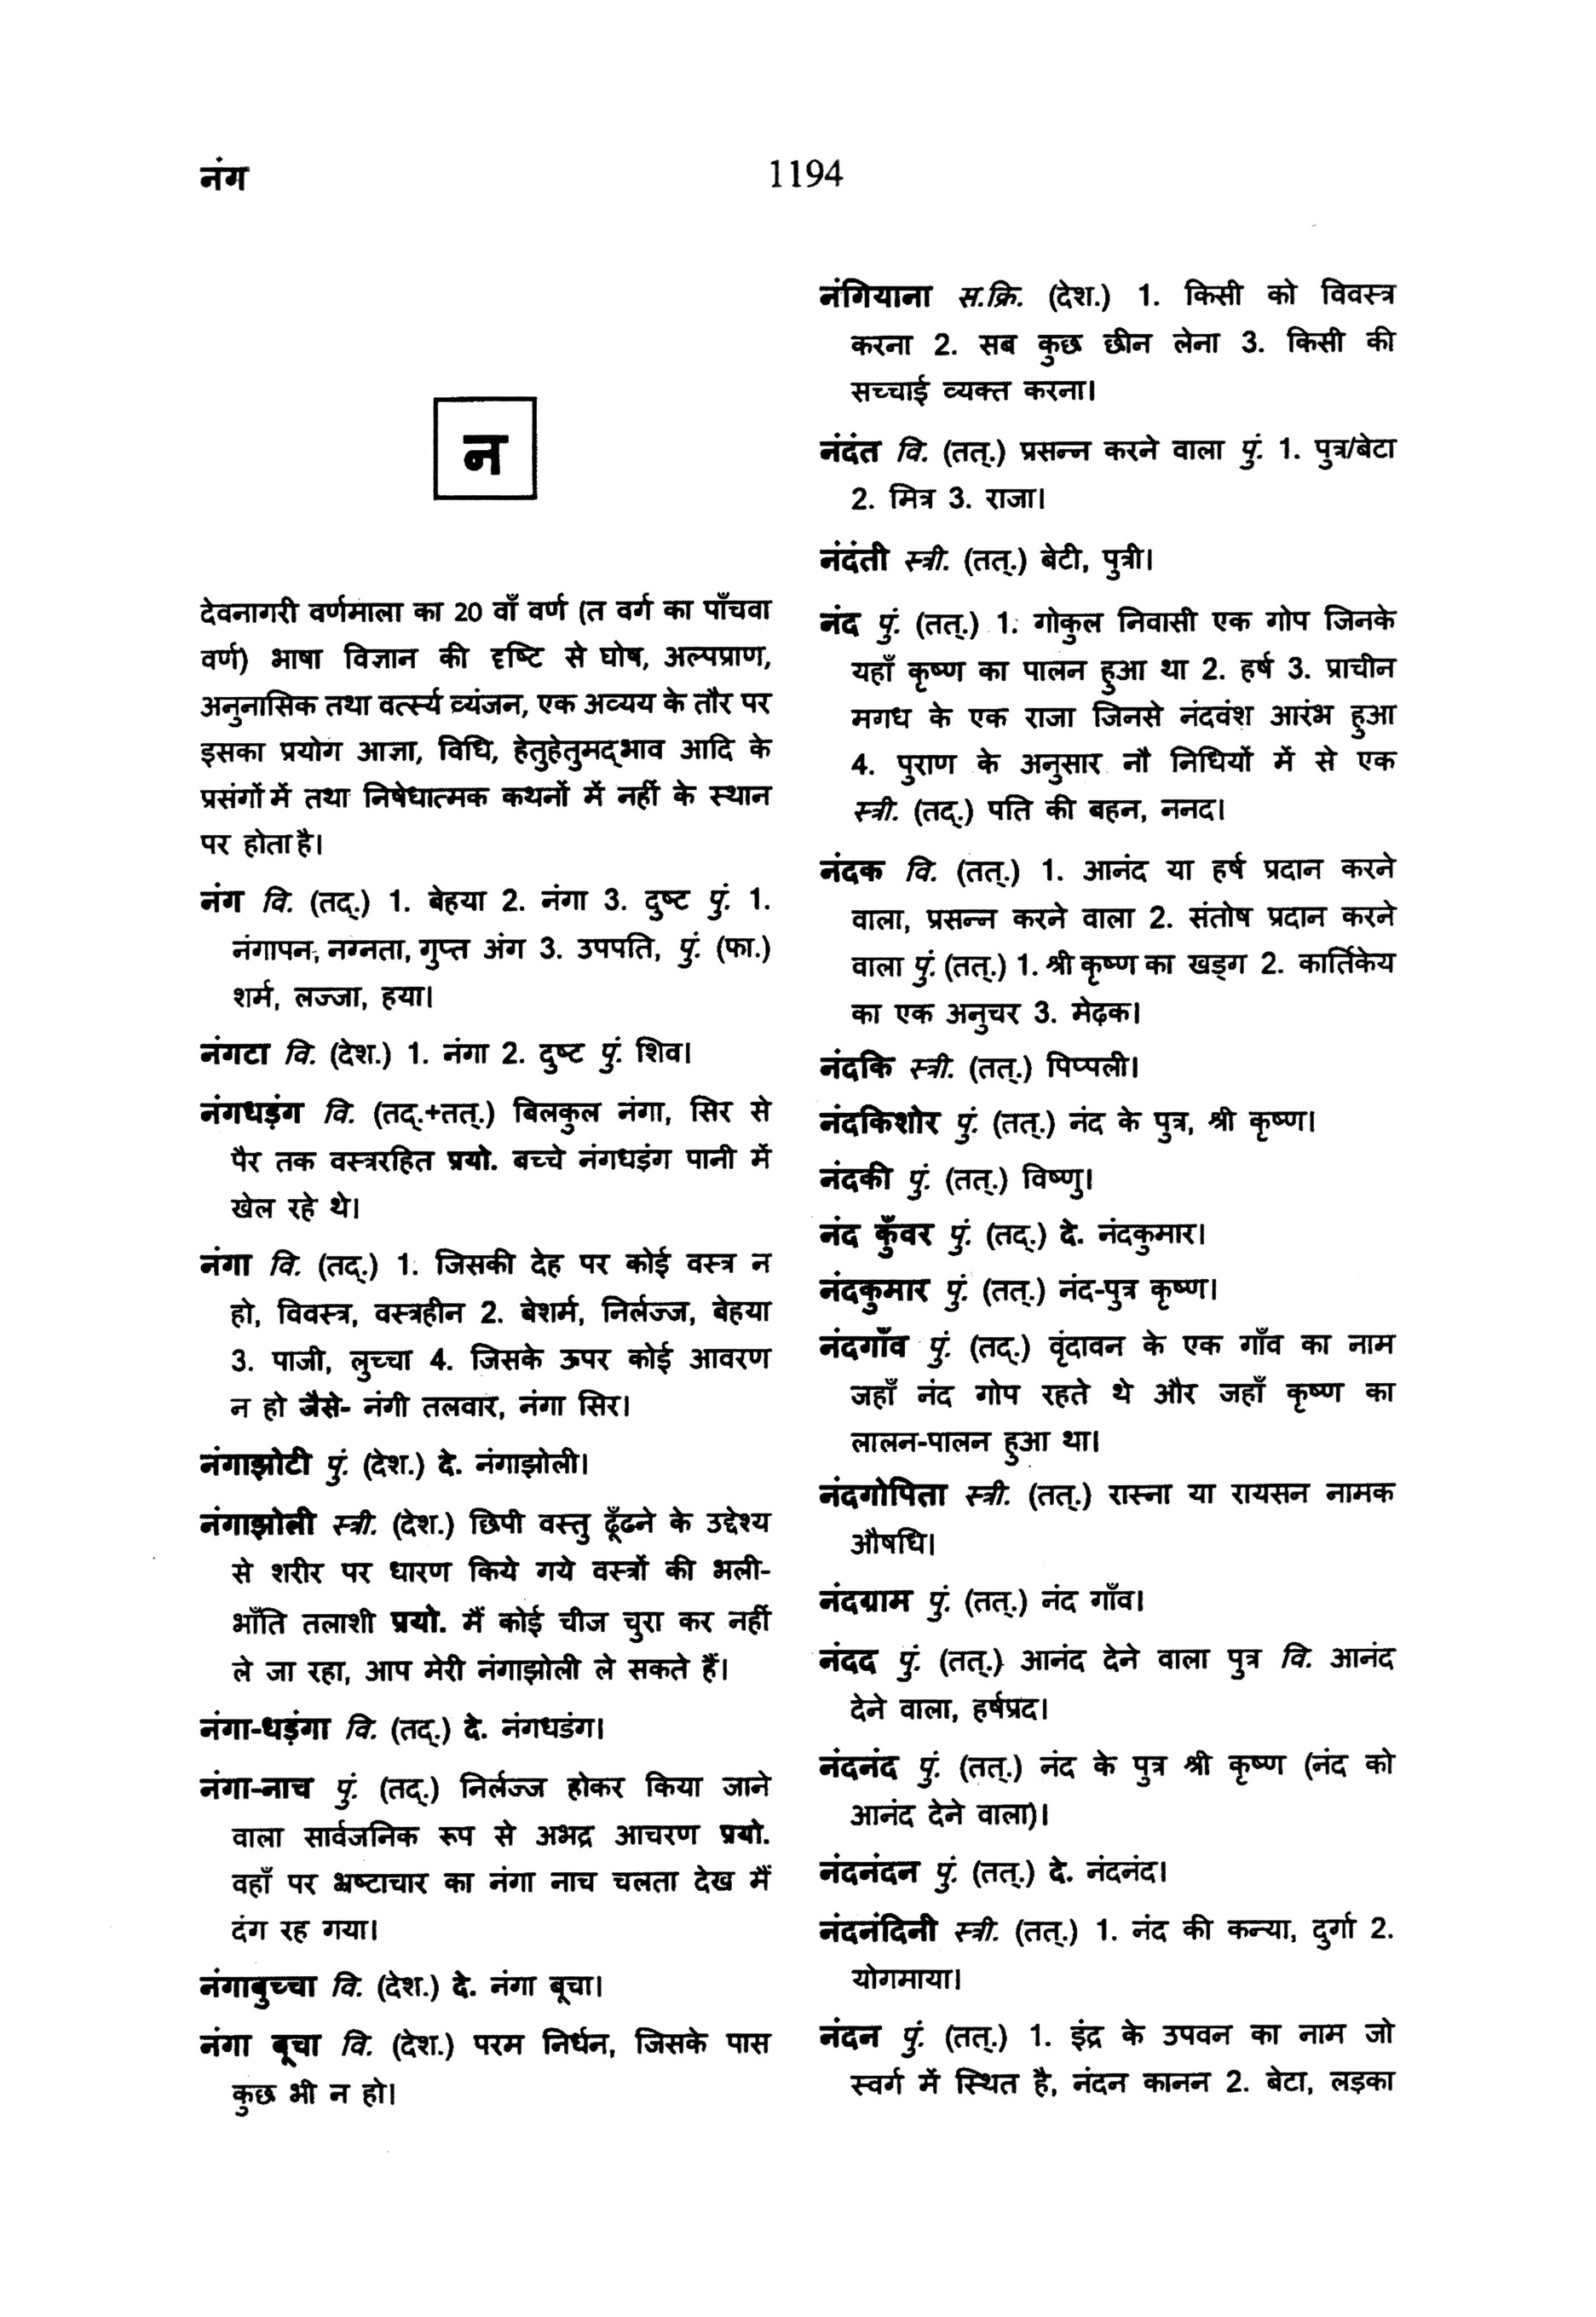 नंग
1194
न
देवनागरी वर्णमाला का 20 वाँ वर्ण (त वर्ग का पाँचवा
वर्ण) भाषा विज्ञान की दृष्टि से घोष, अल्पप्राण,
अनुनासिक तथा वर्त्स्य व्यंजन, एक अव्यय के तौर पर
इसका प्रयोग आज्ञा, विधि, हेतुहेतुमद्‌भाव आदि के
प्रसंगों में तथा निषेधात्मक कथनों में नहीं के स्थान
पर होता है।
नंग वि. (तद्.) 1. बेहया 2. नंगा 3. दुष्ट पुं. 1.
नंगापन, नग्नता, गुप्त अंग 3. उपपति, पुं. (फा.)
शर्म, लज्जा, हया।
नंगटा वि. (देश.) 1. नंगा 2. दुष्ट पुं. शिव।
नंगधड़ंग वि. (तद्.+तत्.) बिलकुल नंगा, सिर से
पैर तक वस्त्ररहित प्रयो. बच्चे नंगधड़ंग पानी में
खेल रहे थे।
नंगा वि. (तद्.) 1. जिसकी देह पर कोई वस्त्र न
हो, विवस्त्र, वस्त्रहीन 2. बेशर्म, निर्लज्ज, बेहया
3. पाजी, लुच्चा 4. जिसके ऊपर कोई आवरण
न हो जैसे- नंगी तलवार, नंगा सिर।
नंगाझोटी पुं. (देश.) दे. नंगाझोली।
नंगाझोली स्त्री. (देश.) छिपी वस्तु ढूँढने के उद्देश्य
से शरीर पर धारण किये गये वस्त्रों की भली-
भाँति तलाशी प्रयो. मैं कोई चीज चुरा कर नहीं
ले जा रहा, आप मेरी नंगाझोली ले सकते हैं।
नंगा-धड़ंगा वि. (तद्.) दे. नंगधडंग।
नंगा-नाच पुं. (तद्.) निर्लज्ज होकर किया जाने
वाला सार्वजनिक रूप से अभद्र आचरण प्रयो.
वहाँ पर भ्रष्टाचार का नंगा नाच चलता देख मैं
दंग रह गया।
नंगाबुच्चा वि. (देश.) दे. नंगा बूचा।
नंगा बूचा वि. (देश.) परम निर्धन, जिसके पास
कुछ भी न हो।
नंगियाना स.क्रि. (देश.) 1. किसी को विवस्त्र
करना 2. सब कुछ छीन लेना 3. किसी की
सच्चाई व्यक्त करना।
नंदंत वि. (तत्.) प्रसन्न करने वाला पुं. 1. पुत्र/बेटा
2. मित्र 3. राजा।
नंदंती स्त्री. (तत्.) बेटी, पुत्री।
नंद पुं. (तत्.) 1. गोकुल निवासी एक गोप जिनके
यहाँ कृष्ण का पालन हुआ था 2. हर्ष 3. प्राचीन
मगध के एक राजा जिनसे नंदवंश आरंभ हुआ
4. पुराण के अनुसार नौ निधियों में से एक
स्त्री. (तद्.) पति की बहन, ननद।
नंदक वि. (तत्.) 1. आनंद या हर्ष प्रदान करने
वाला, प्रसन्न करने वाला 2. संतोष प्रदान करने
वाला पुं. (तत्.) 1. श्री कृष्ण का खड्ग 2. कार्तिकेय
का एक अनुचर 3. मेढ़क।
नंदकि स्त्री. (तत्.) पिप्पली।
नंदकिशोर पुं. (तत्.) नंद के पुत्र, श्री कृष्ण।
नंदकी पुं. (तत्.) विष्णु।
नंद कुँवर पुं. (तद्.) दे. नंदकुमार।
नंदकुमार पुं. (तत्.) नंद-पुत्र कृष्ण।
नंदगाँव पुं. (तद्.) वृंदावन के एक गाँव का नाम
जहाँ नंद गोप रहते थे और जहाँ कृष्ण का
लालन-पालन हुआ था।
नंदगोपिता स्त्री. (तत्.) रास्ना या रायसन नामक
औषधि।
नंदग्राम पुं. (तत्.) नंद गाँव।
नंदद पुं. (तत्.) आनंद देने वाला पुत्र वि. आनंद
देने वाला, हर्षप्रद।
नंदनंद पुं. (तत्.) नंद के पुत्र श्री कृष्ण (नंद को
आनंद देने वाला)।
नंदनंदन पुं. (तत्.) दे. नंदनंद।
नंदनंदिनी स्त्री. (तत्.) 1. नंद की कन्या, दुर्गा 2.
योगमाया।
नंदन पुं. (तत्.) 1. इंद्र के उपवन का नाम जो
स्वर्ग में स्थित है, नंदन कानन 2. बेटा, लड़का